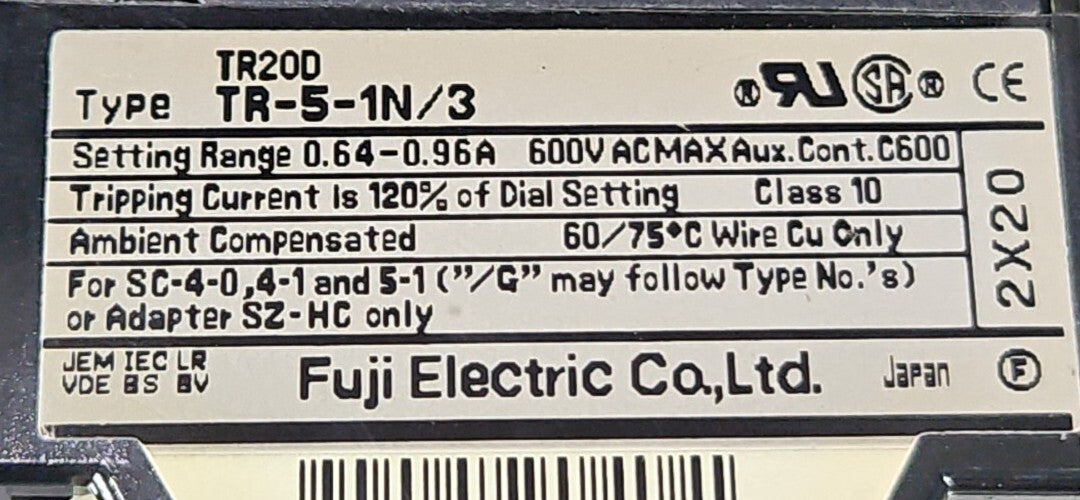 TR20D
Type TR-5-1N/3 ® RU SA ® CE
Setting Range 0.64-0.96A 600V AC MAX Aux. Cont. C600
Tripping Current Is 120% of Dial Setting Class 10
Ambient Compensated 60/75°C Wire Cu Only
For SC-4-0,4-1 and 5-1 ("/G" may follow Type No.'s)
or Adapter SZ-HC only
2X20
JEM IEC LR
VDE BS BV
Fuji Electric Co.,Ltd. Japan F